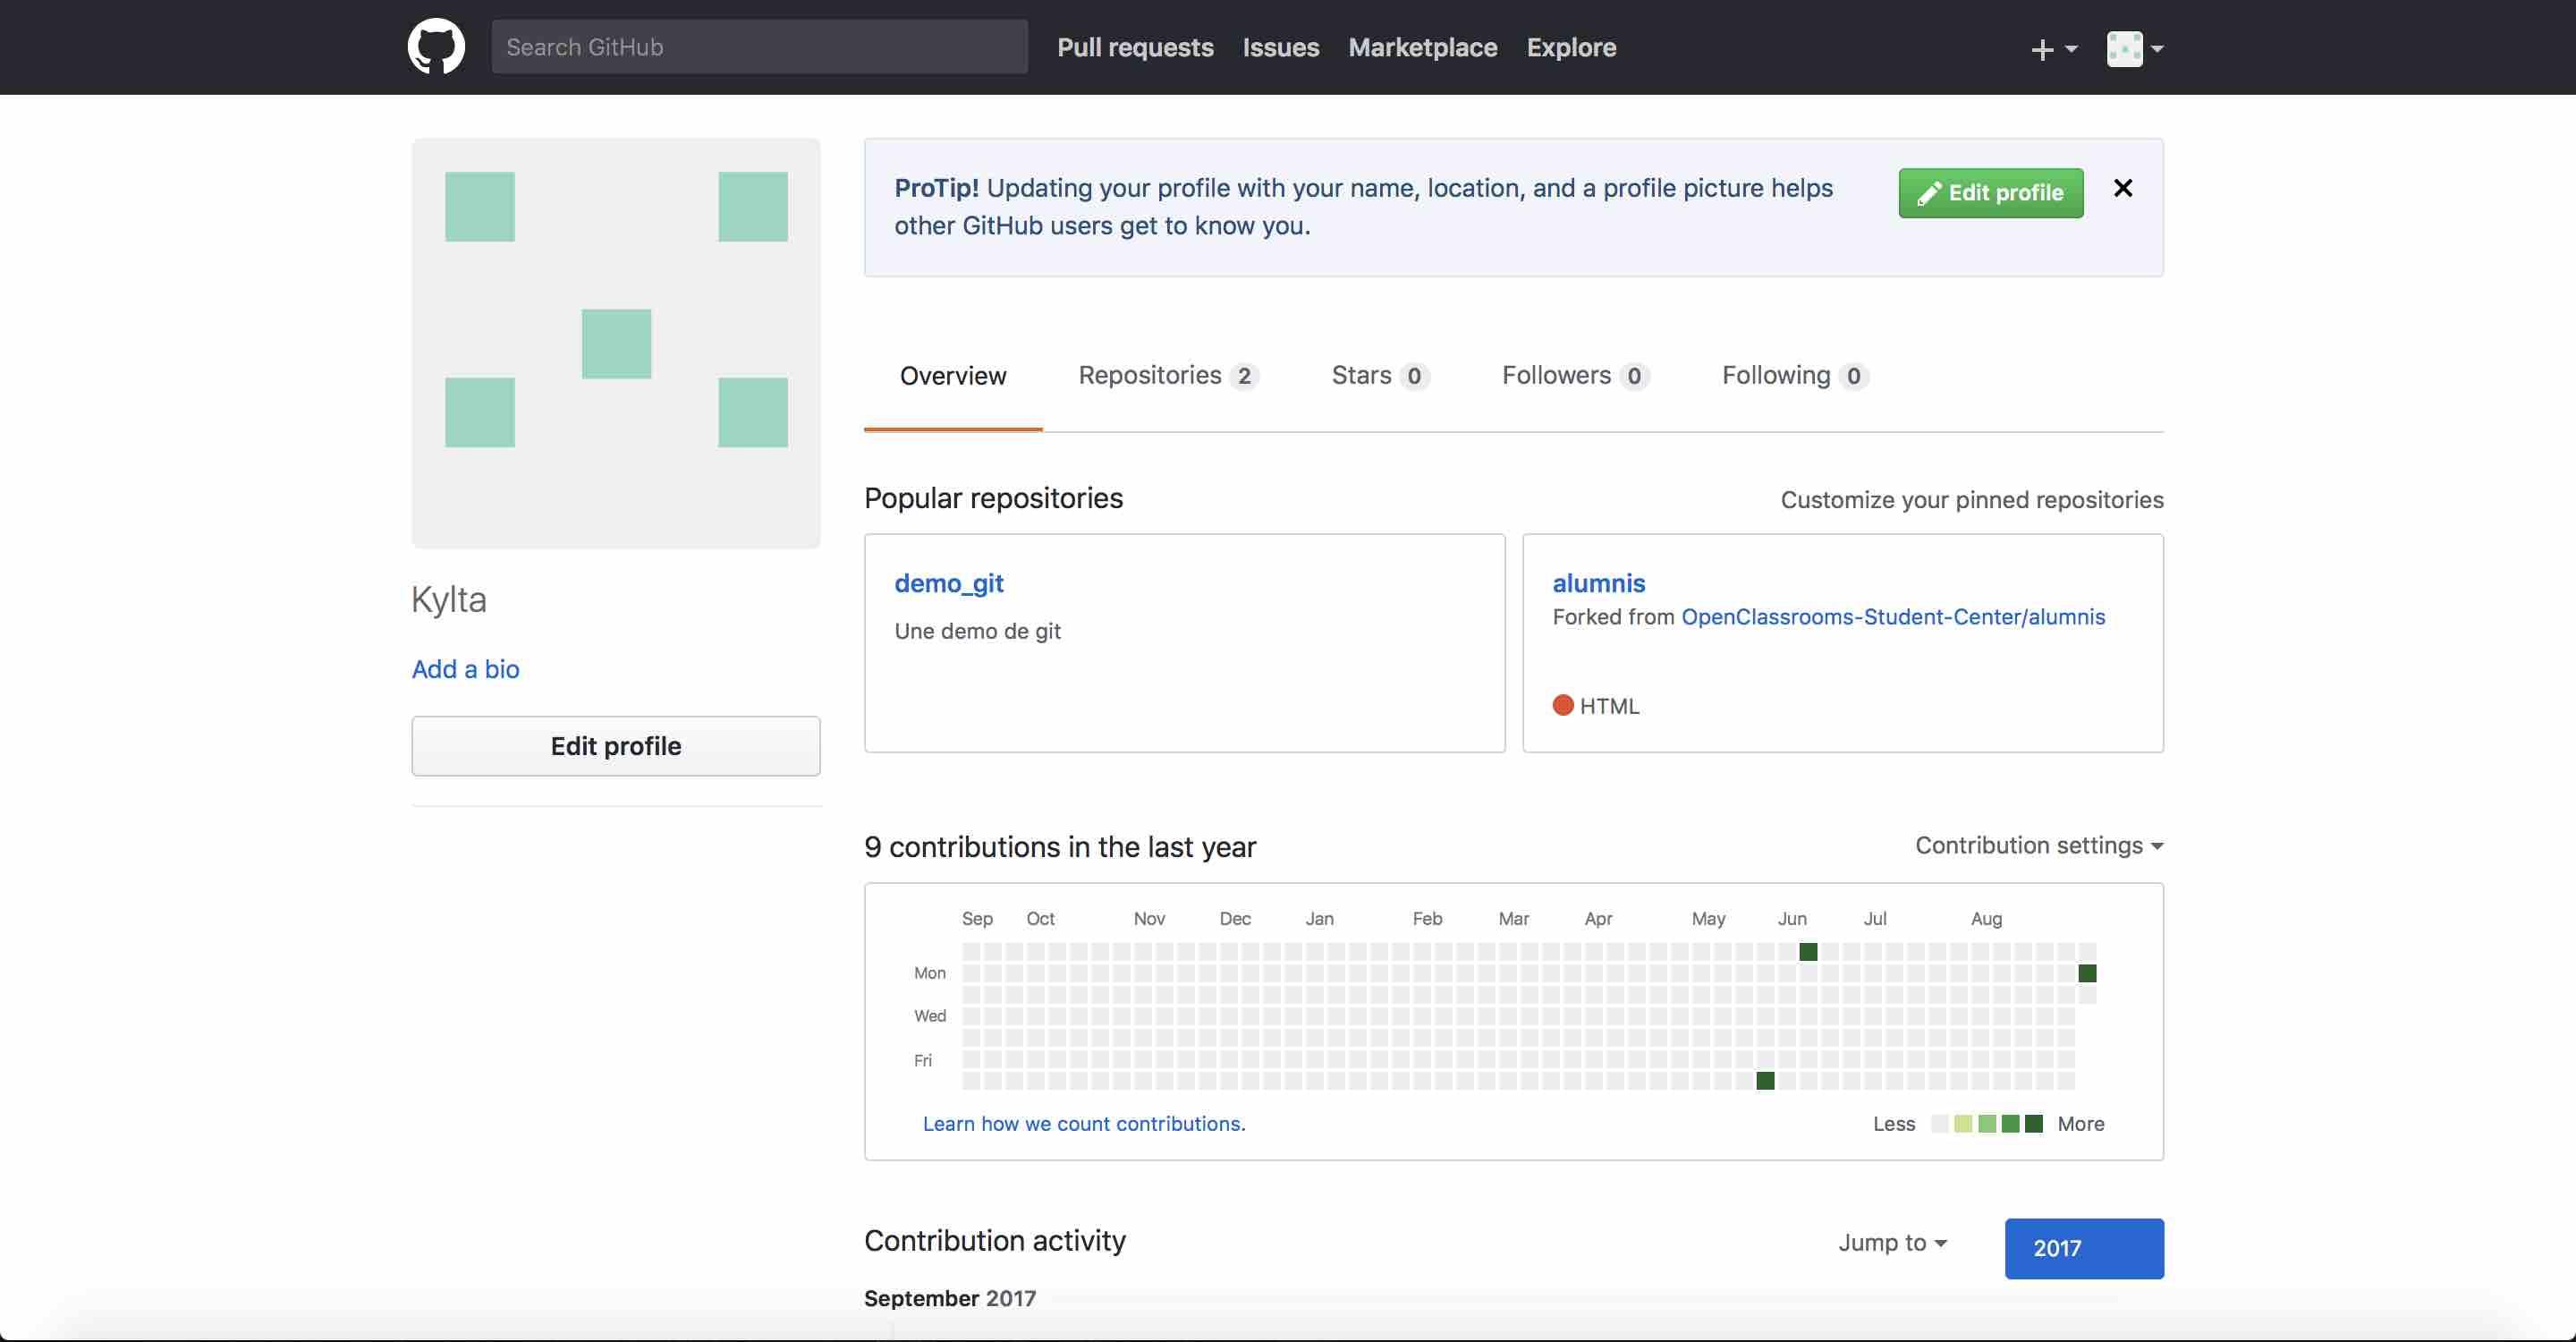 Search GitHub Pull requests Issues Marketplace Explore
ProTip! Updating your profile with your name, location, and a profile picture helps
other GitHub users get to know you.
Edit profile
Overview Repositories 2 Stars 0 Followers 0 Following 0
Popular repositories Customize your pinned repositories
demo_git
Une demo de git
alumnis
Forked from OpenClassrooms-Student-Center/alumnis
HTML
Kylta
Add a bio
Edit profile
9 contributions in the last year Contribution settings
Sep Oct Nov Dec Jan Feb Mar Apr May Jun Jul Aug
Mon
Wed
Fri
Learn how we count contributions. Less More
Contribution activity Jump to 2017
September 2017